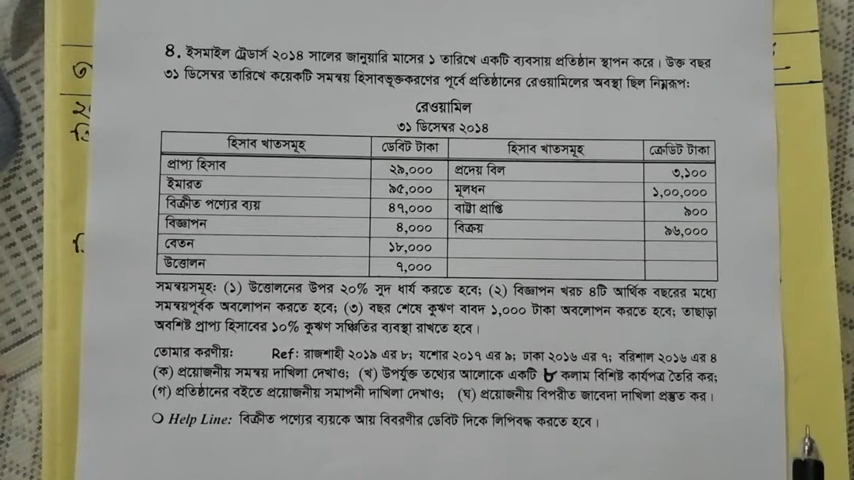 ৪. ইসমাইল ট্রেডার্স ২০১৪ সালের জানুয়ারি মাসের ১ তারিখে একটি ব্যবসায় প্রতিষ্ঠান স্থাপন করে। উক্ত বছর
৩১ ডিসেম্বর তারিখে কয়েকটি সমন্বয় হিসাবভুক্তকরণের পূর্বে প্রতিষ্ঠানের রেওয়ামিলের অবস্থা ছিল নিম্নরূপ:
রেওয়ামিল
৩১ ডিসেম্বর ২০১৪
হিসাব খাতসমূহ ডেবিট টাকা হিসাব খাতসমূহ ক্রেডিট টাকা
প্রাপ্য হিসাব ২৯,০০০ প্রদেয় বিল ৩,১০০
ইমারত ৯৫,০০০ মূলধন ১,০০,০০০
বিক্রীত পণ্যের ব্যয় ৪৭,০০০ বাট্টা প্রাপ্তি ৯০০
বিজ্ঞাপন ৪,০০০ বিক্রয় ৯৬,০০০
বেতন ১৮,০০০
উত্তোলন ৭,০০০
সমন্বয়সমূহ: (১) উত্তোলনের উপর ২০% সুদ ধার্য করতে হবে; (২) বিজ্ঞাপন খরচ ৪টি আর্থিক বছরের মধ্যে
সমন্বয়পূর্বক অবলোপন করতে হবে; (৩) বছর শেষে কুঋণ বাবদ ১,০০০ টাকা অবলোপন করতে হবে; তাছাড়া
অবশিষ্ট প্রাপ্য হিসাবের ১০% কুঋণ সঞ্চিতির ব্যবস্থা রাখতে হবে।
তোমার করণীয়: Ref: রাজশাহী ২০১৯ এর ৮; যশোর ২০১৭ এর ৯; ঢাকা ২০১৬ এর ৭; বরিশাল ২০১৬ এর ৪
(ক) প্রয়োজনীয় সমন্বয় দাখিলা দেখাও; (খ) উপর্যুক্ত তথ্যের আলোকে একটি ৮ কলাম বিশিষ্ট কার্যপত্র তৈরি কর;
(গ) প্রতিষ্ঠানের বইতে প্রয়োজনীয় সমাপনী দাখিলা দেখাও; (ঘ) প্রয়োজনীয় বিপরীত জাবেদা দাখিলা প্রস্তুত কর।
Help Line: বিক্রীত পণ্যের ব্যয়কে আয় বিবরণীর ডেবিট দিকে লিপিবদ্ধ করতে হবে।